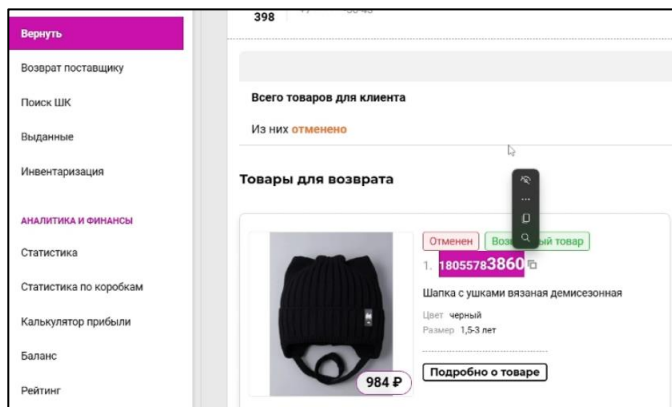 Вернуть
Возврат поставщику
Поиск ШК
Выданные
Инвентаризация
АНАЛИТИКА И ФИНАНСЫ
Статистика
Статистика по коробкам
Калькулятор прибыли
Баланс
Рейтинг
398
Всего товаров для клиента
Из них отменено
Товары для возврата
Отменен
1. 18055783860
Шапка с ушками вязаная демисезонная
Цвет черный
Размер 1,5-3 лет
984 ₽
Подробно о товаре